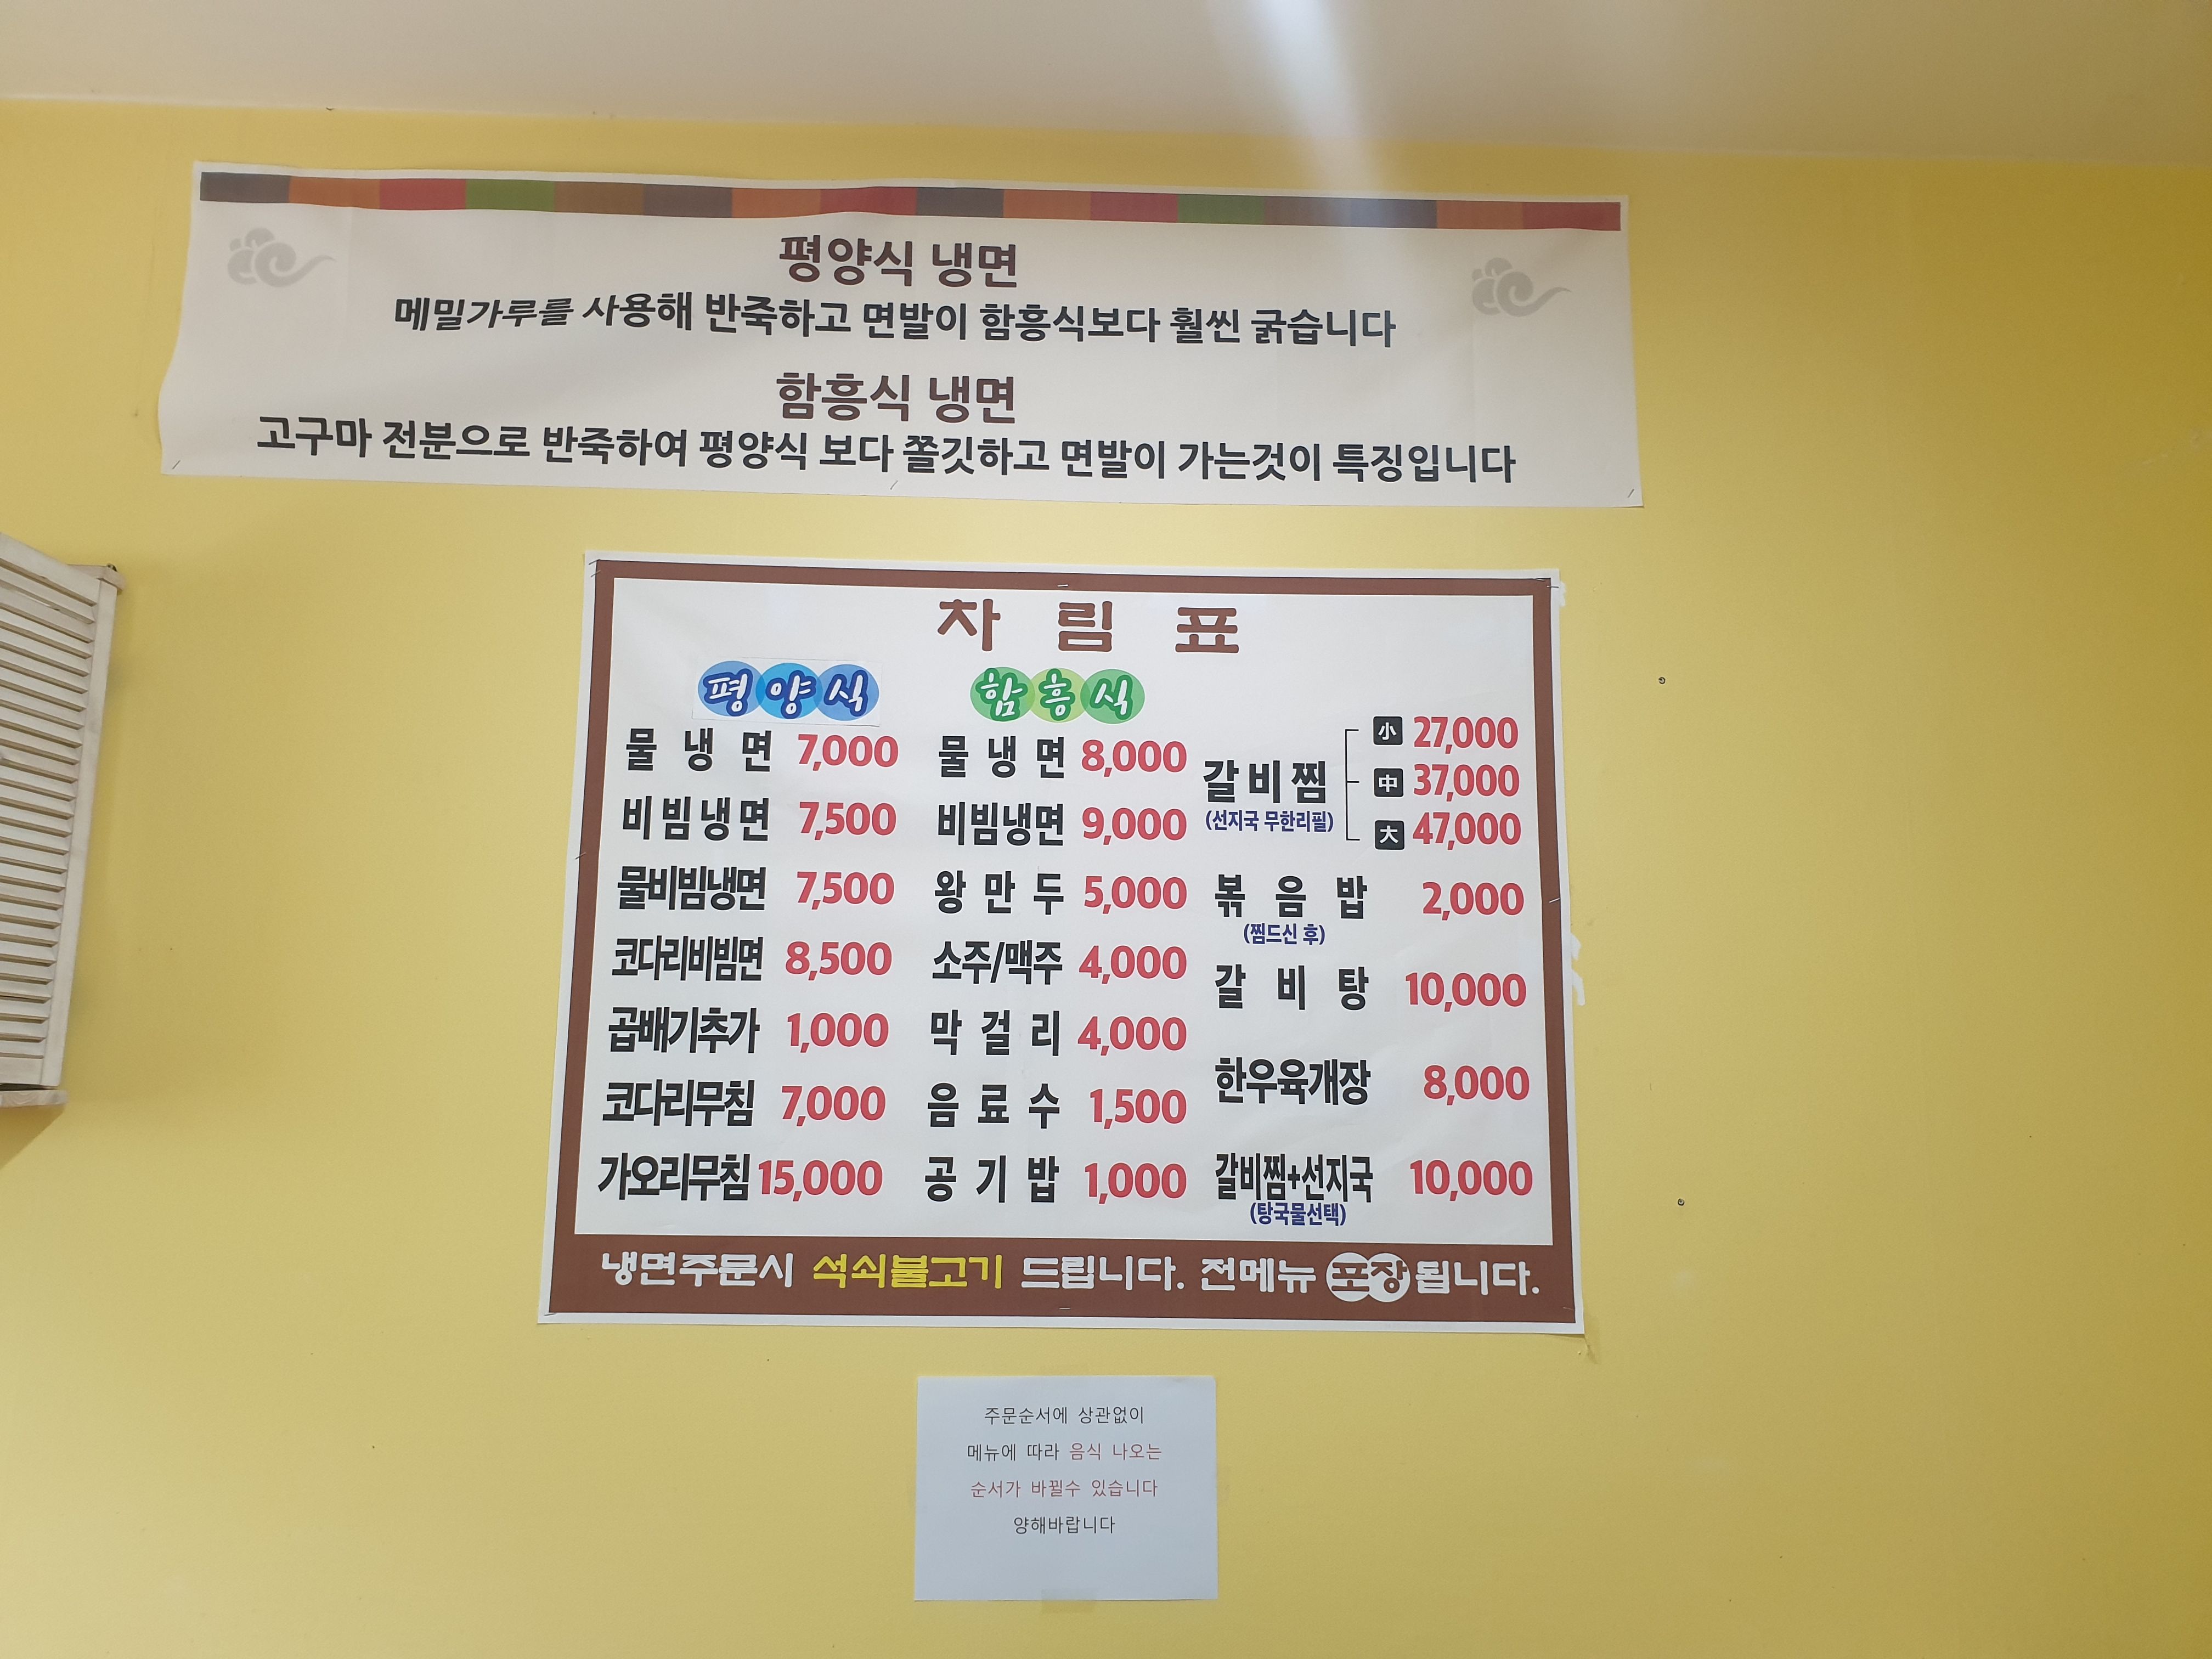 평양식 냉면
메밀가루를 사용해 반죽하고 면발이 함흥식보다 훨씬 굵습니다
함흥식 냉면
고구마 전분으로 반죽하여 평양식 보다 쫄깃하고 면발이 가는것이 특징입니다
차 림 표
평양식
물 냉 면 7,000
비빔냉면 7,500
물비빔냉면 7,500
코다리비빔면 8,500
곱배기추가 1,000
코다리무침 7,000
가오리무침 15,000
함흥식
물 냉 면 8,000
비빔냉면 9,000
왕 만 두 5,000
소주/맥주 4,000
막 걸 리 4,000
음 료 수 1,500
공 기 밥 1,000
갈비찜
(선지국 무한리필)
小 27,000
中 37,000
大 47,000
볶 음 밥 2,000
(찜드신 후)
갈 비 탕 10,000
한우육개장 8,000
갈비찜+선지국 10,000
(탕국물선택)
냉면주문시 석쇠불고기 드립니다. 전메뉴 포장됩니다.
주문순서에 상관없이
메뉴에 따라 음식 나오는
순서가 바뀔수 있습니다
양해바랍니다